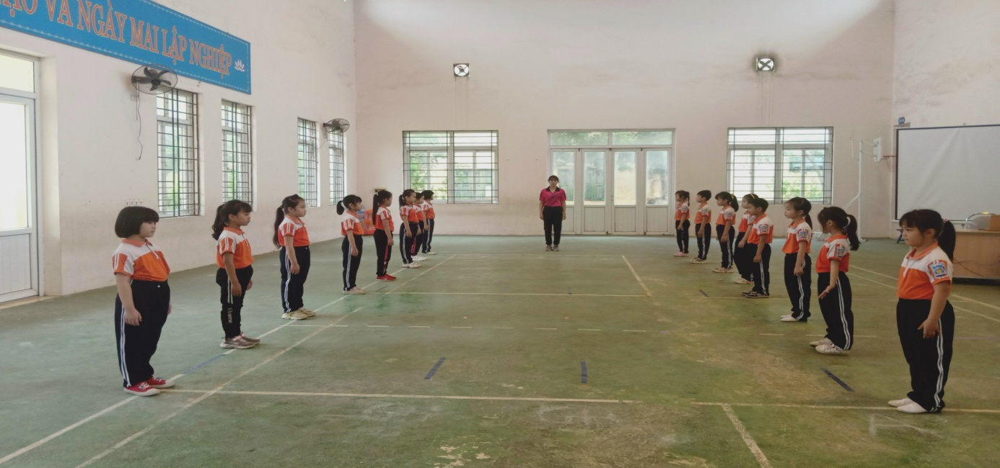 ẠO VÀ NGÀY MAI LẬP NGHIỆP